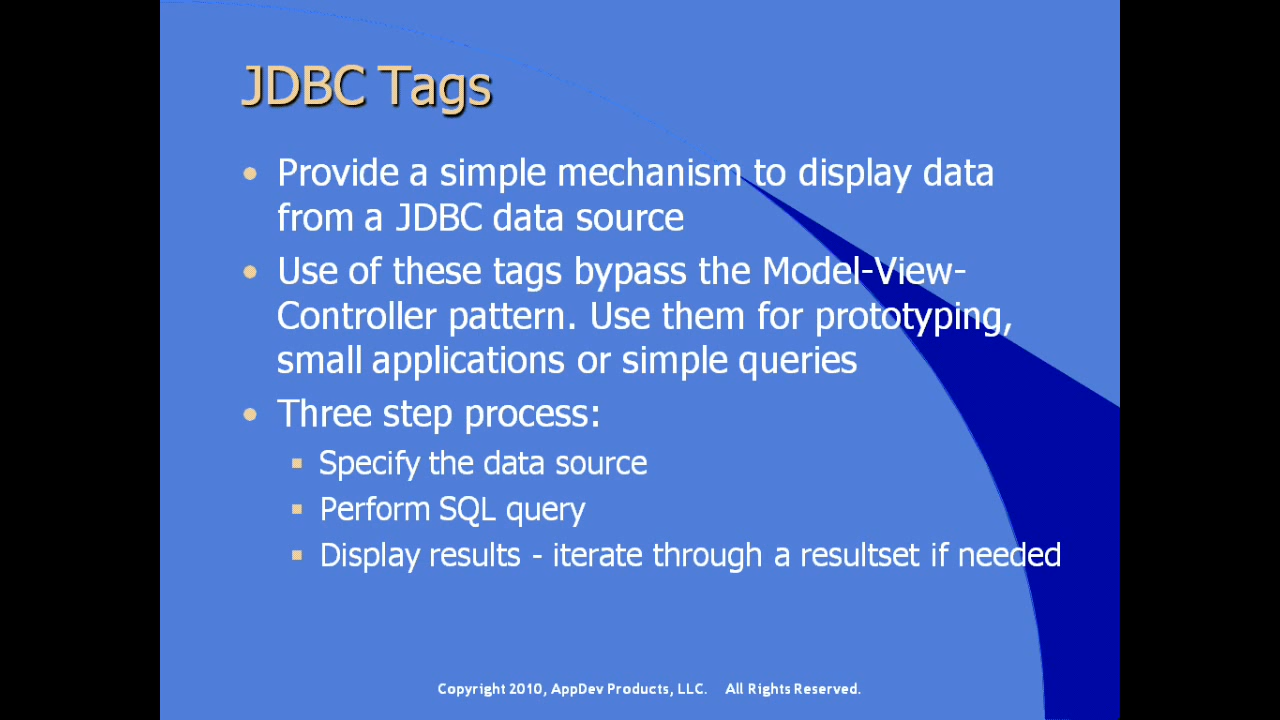 JDBC Tags
• Provide a simple mechanism to display data
from a JDBC data source
• Use of these tags bypass the Model-View-
Controller pattern. Use them for prototyping,
small applications or simple queries
• Three step process:
▪ Specify the data source
▪ Perform SQL query
▪ Display results - iterate through a resultset if needed
Copyright 2010, AppDev Products, LLC. All Rights Reserved.